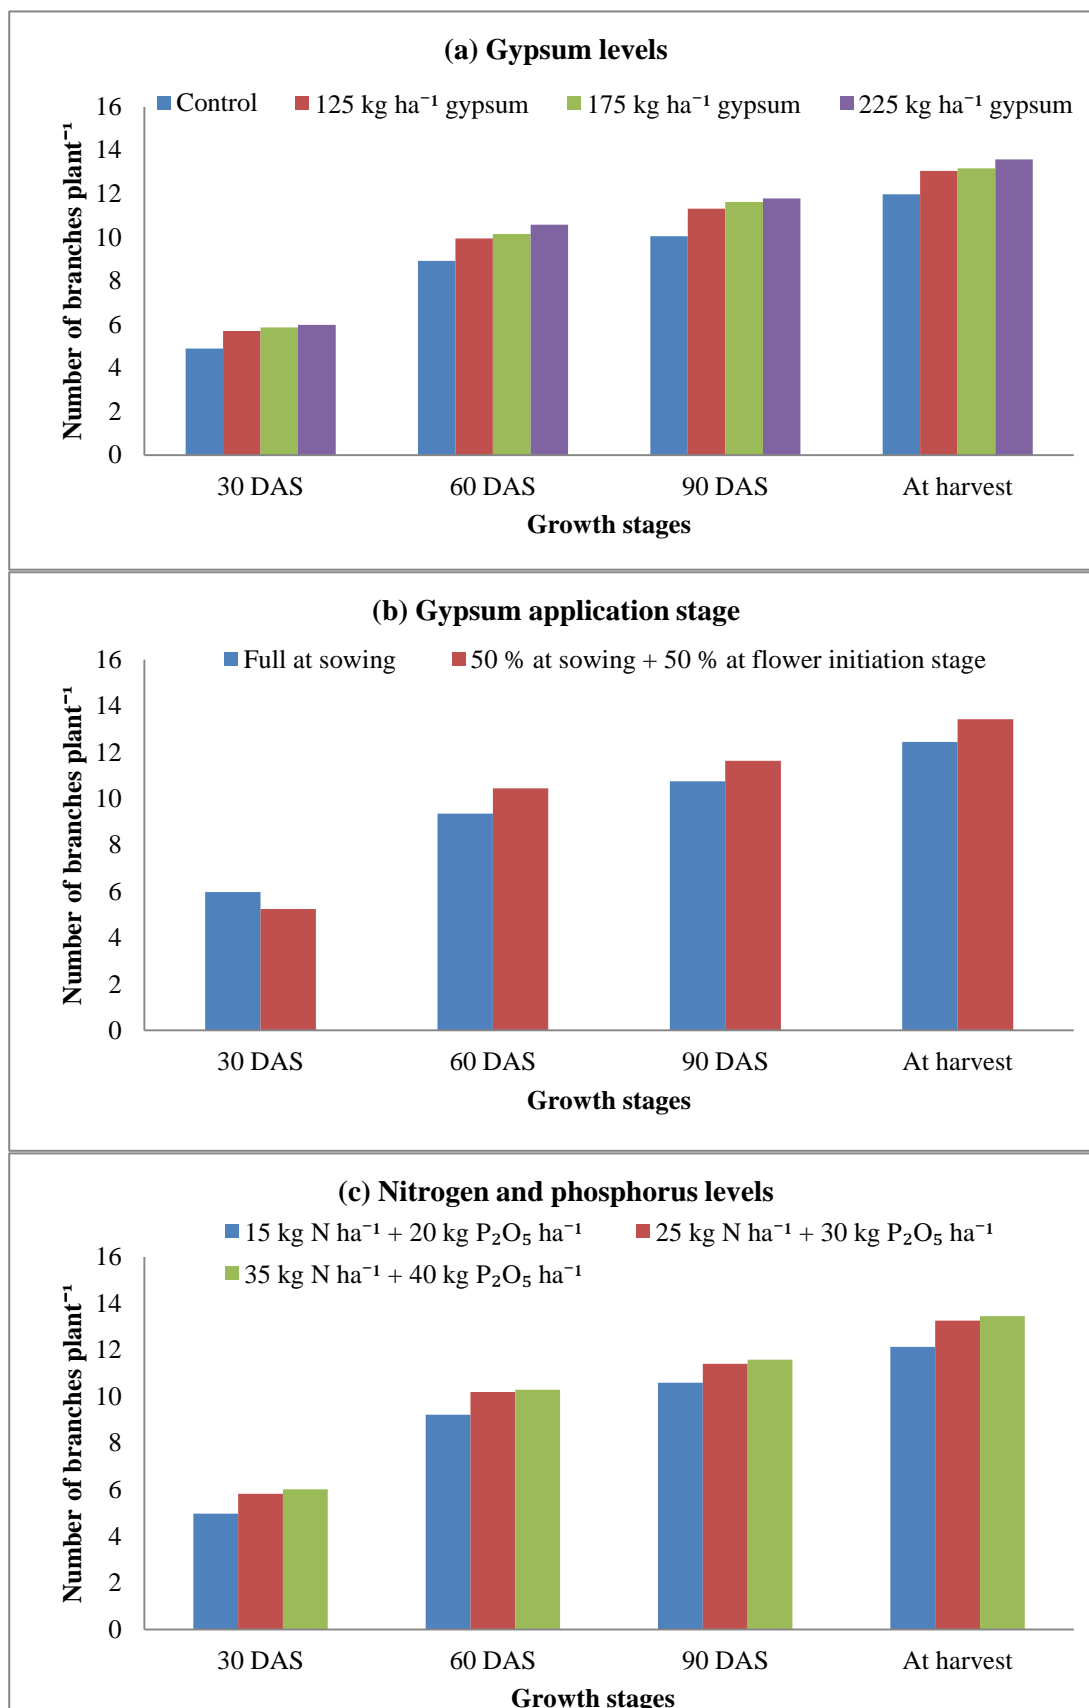 (a) Gypsum levels
Control 125 kg ha⁻¹ gypsum 175 kg ha⁻¹ gypsum 225 kg ha⁻¹ gypsum
16
14
12
10
8
6
4
2
0
Number of branches plant⁻¹
30 DAS 60 DAS 90 DAS At harvest
Growth stages
(b) Gypsum application stage
Full at sowing 50 % at sowing + 50 % at flower initiation stage
16
14
12
10
8
6
4
2
0
Number of branches plant⁻¹
30 DAS 60 DAS 90 DAS At harvest
Growth stages
(c) Nitrogen and phosphorus levels
15 kg N ha⁻¹ + 20 kg P₂O₅ ha⁻¹ 25 kg N ha⁻¹ + 30 kg P₂O₅ ha⁻¹
35 kg N ha⁻¹ + 40 kg P₂O₅ ha⁻¹
16
14
12
10
8
6
4
2
0
Number of branches plant⁻¹
30 DAS 60 DAS 90 DAS At harvest
Growth stages